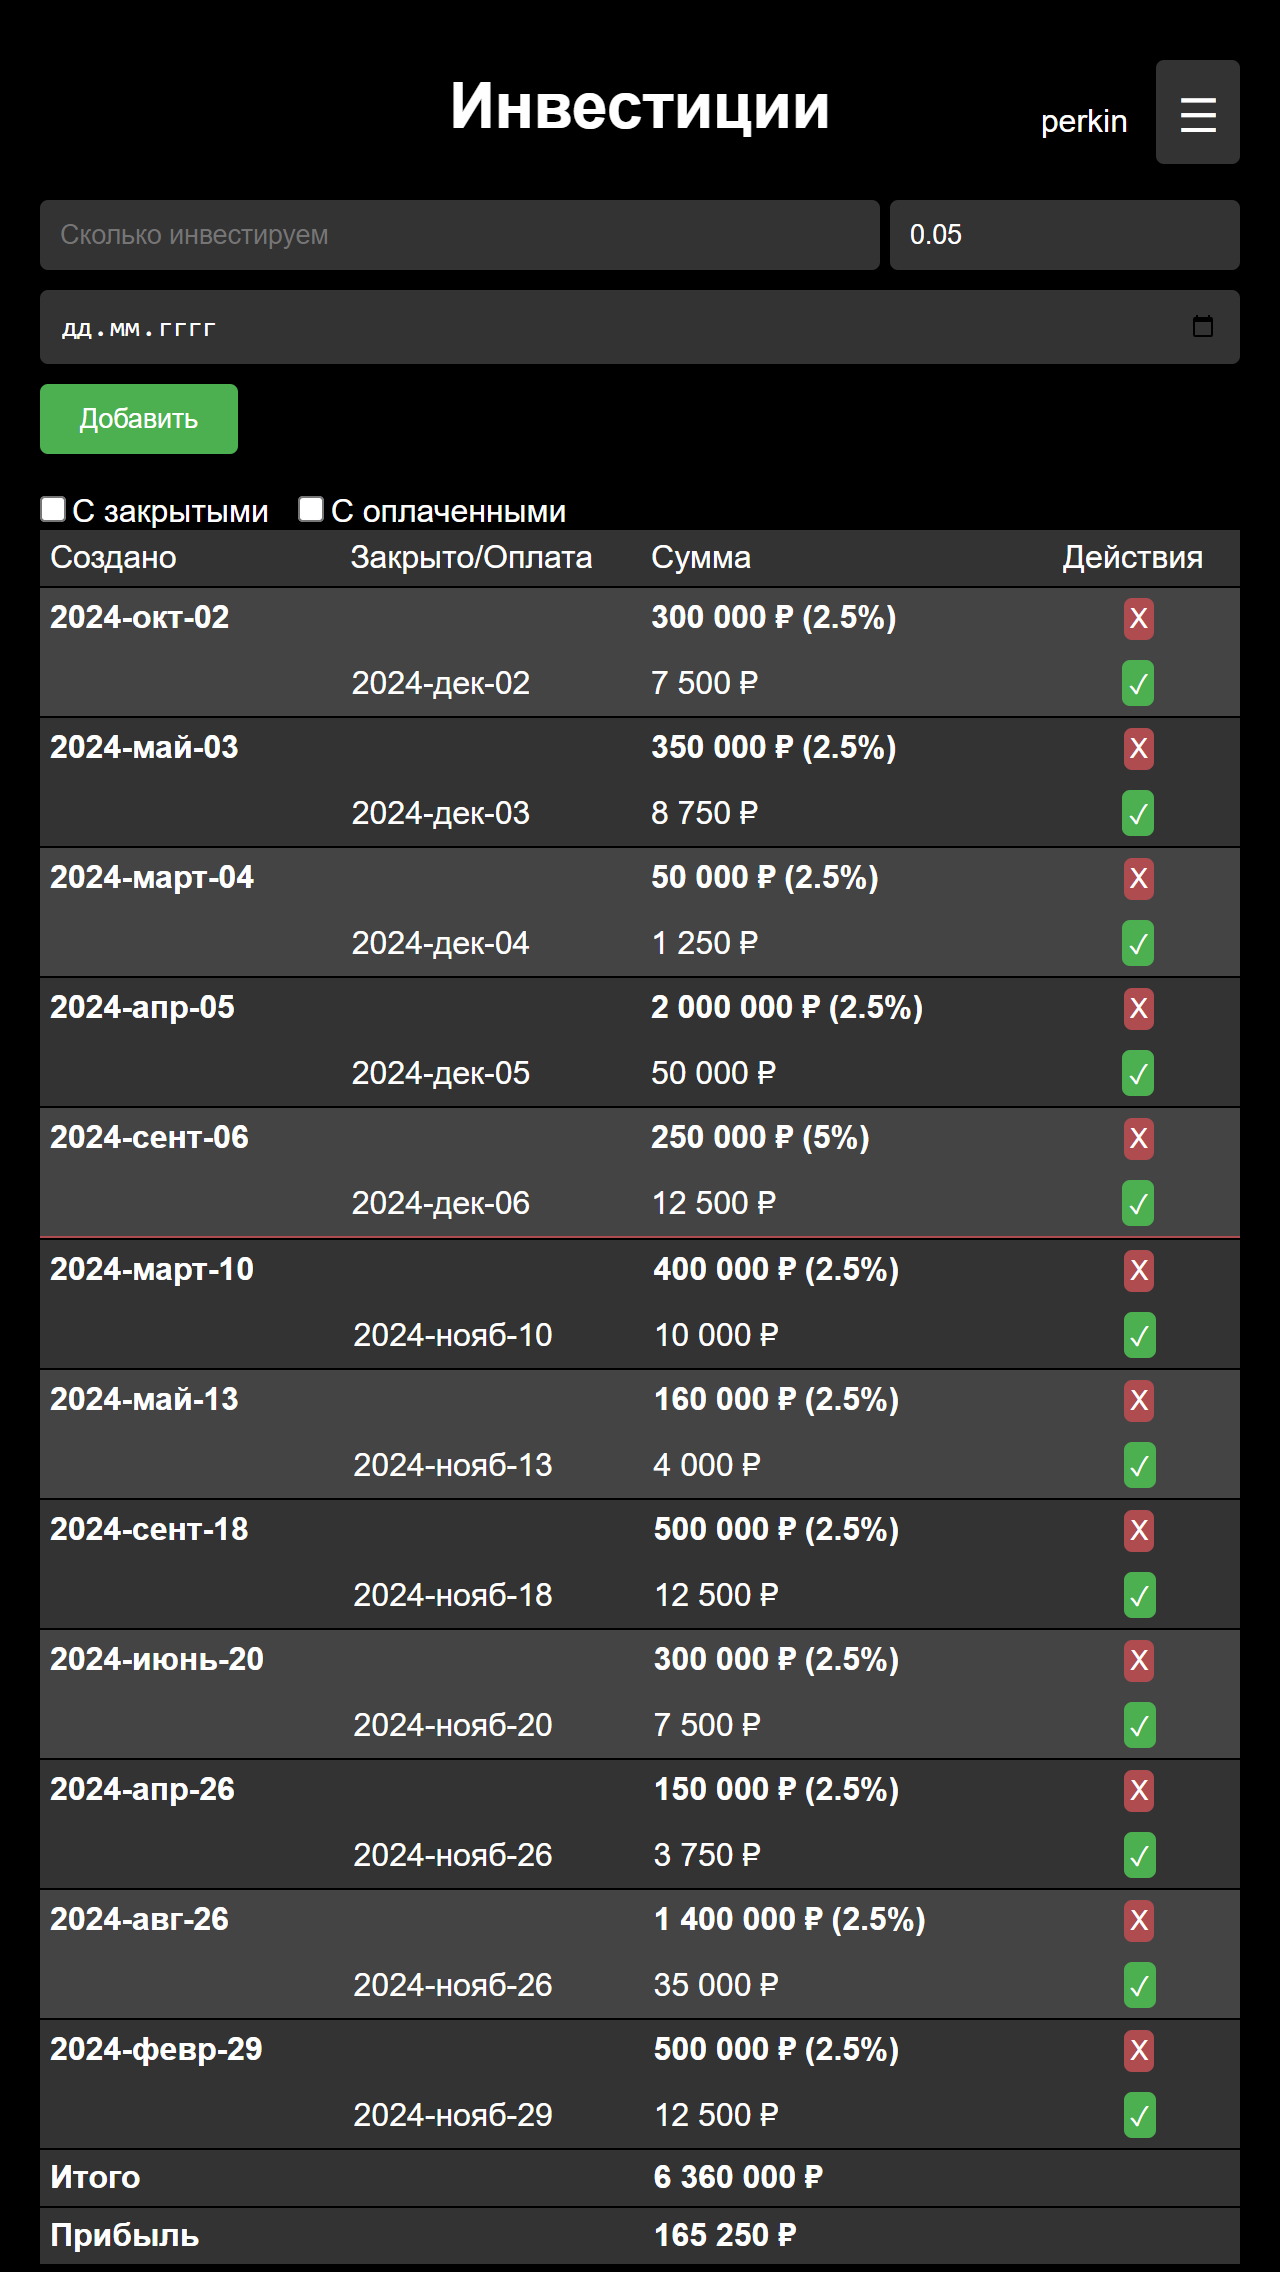 Инвестиции
perkin
Сколько инвестируем 0.05
дд.мм.гггг
Добавить
С закрытыми С оплаченными
Создано Закрыто/Оплата Сумма Действия
2024-окт-02 300 000 ₽ (2.5%) X
2024-дек-02 7 500 ₽ ✓
2024-май-03 350 000 ₽ (2.5%) X
2024-дек-03 8 750 ₽ ✓
2024-март-04 50 000 ₽ (2.5%) X
2024-дек-04 1 250 ₽ ✓
2024-апр-05 2 000 000 ₽ (2.5%) X
2024-дек-05 50 000 ₽ ✓
2024-сент-06 250 000 ₽ (5%) X
2024-дек-06 12 500 ₽ ✓
2024-март-10 400 000 ₽ (2.5%) X
2024-нояб-10 10 000 ₽ ✓
2024-май-13 160 000 ₽ (2.5%) X
2024-нояб-13 4 000 ₽ ✓
2024-сент-18 500 000 ₽ (2.5%) X
2024-нояб-18 12 500 ₽ ✓
2024-июнь-20 300 000 ₽ (2.5%) X
2024-нояб-20 7 500 ₽ ✓
2024-апр-26 150 000 ₽ (2.5%) X
2024-нояб-26 3 750 ₽ ✓
2024-авг-26 1 400 000 ₽ (2.5%) X
2024-нояб-26 35 000 ₽ ✓
2024-февр-29 500 000 ₽ (2.5%) X
2024-нояб-29 12 500 ₽ ✓
Итого 6 360 000 ₽
Прибыль 165 250 ₽